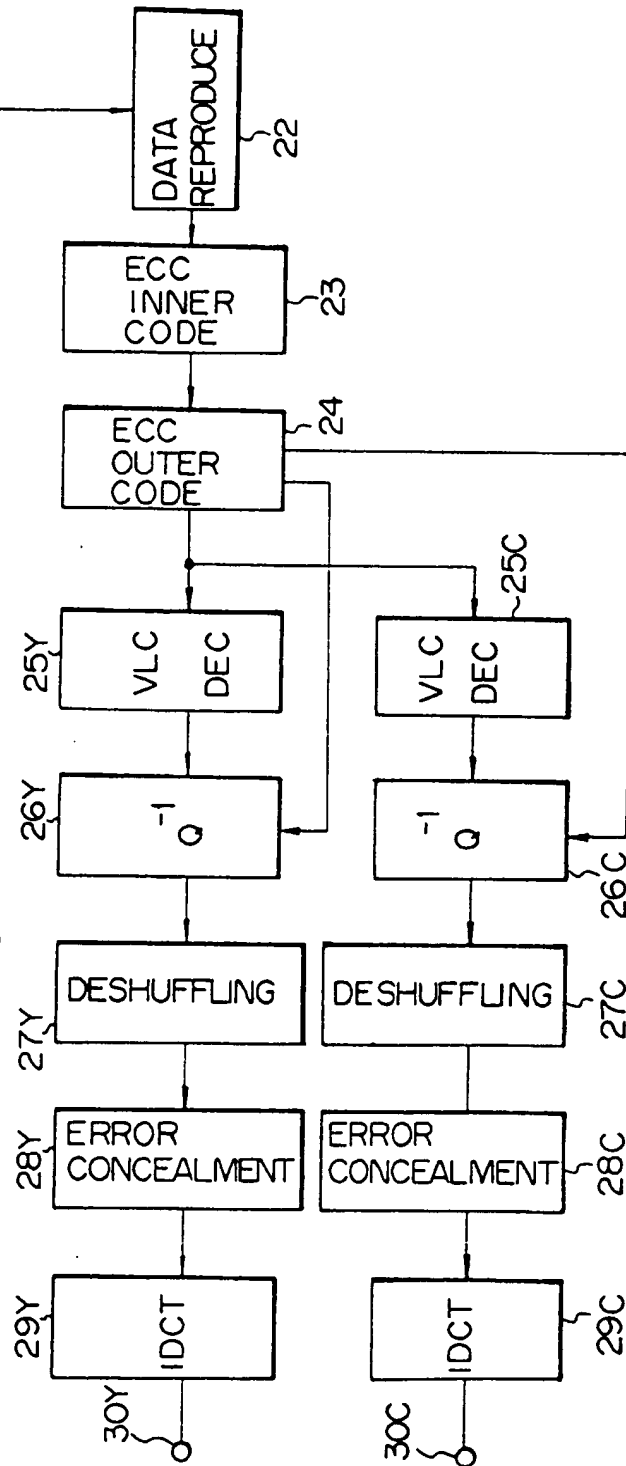 DATA
REPRODUCE
22
ECC
INNER
CODE
23
ECC
OUTER
CODE
24
25Y
VLC
DEC
25C
VLC
DEC
26Y
Q⁻¹
26C
Q⁻¹
27Y
DESHUFFLING
27C
DESHUFFLING
28Y
ERROR
CONCEALMENT
28C
ERROR
CONCEALMENT
29Y
IDCT
29C
IDCT
30Y
30C